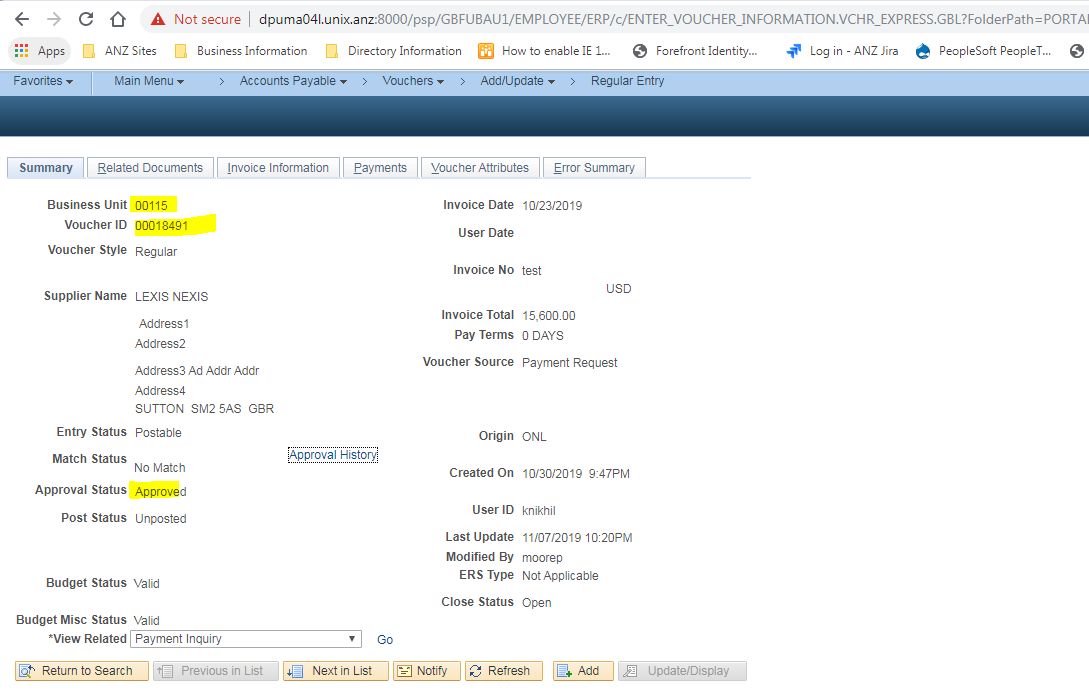 Not secure | dpuma04l.unix.anz:8000/psp/GBFUBAU1/EMPLOYEE/ERP/c/ENTER_VOUCHER_INFORMATION.VCHR_EXPRESS.GBL?FolderPath=PORTA
Apps ANZ Sites Business Information Directory Information How to enable IE 1... Forefront Identity... Log in - ANZ Jira PeopleSoft PeopleT...
Favorites Main Menu > Accounts Payable > Vouchers > Add/Update > Regular Entry
Summary Related Documents Invoice Information Payments Voucher Attributes Error Summary
Business Unit 00115 Invoice Date 10/23/2019
Voucher ID 00018491
User Date
Voucher Style Regular
Invoice No test
USD
Supplier Name LEXIS NEXIS
Invoice Total 15,600.00
Address1
Pay Terms 0 DAYS
Address2
Voucher Source Payment Request
Address3 Ad Addr Addr
Address4
SUTTON SM2 5AS GBR
Entry Status Postable
Origin ONL
Match Status No Match Approval History
Created On 10/30/2019 9:47PM
Approval Status Approved
User ID knikhil
Post Status Unposted
Last Update 11/07/2019 10:20PM
Modified By moorep
ERS Type Not Applicable
Budget Status Valid
Close Status Open
Budget Misc Status Valid
*View Related Payment Inquiry Go
Return to Search Previous in List Next in List Notify Refresh Add Update/Display